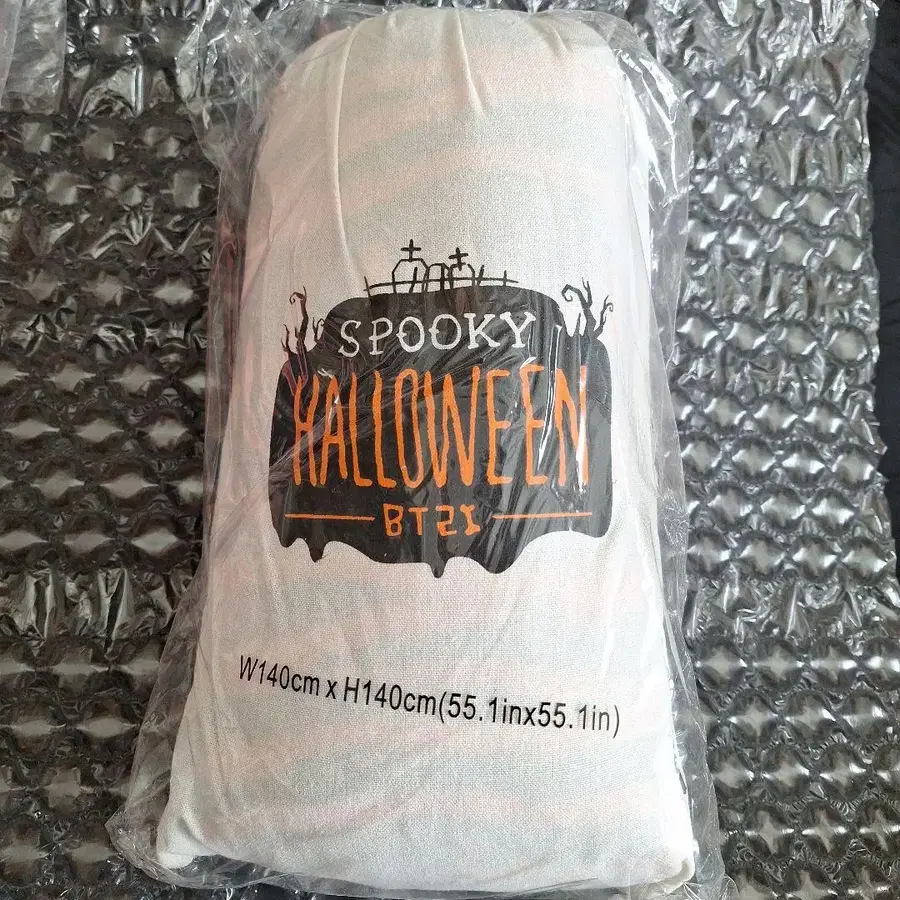 SPOOKY
HALLOWEEN
BT21
W140cm x H140cm(55.1inx55.1in)